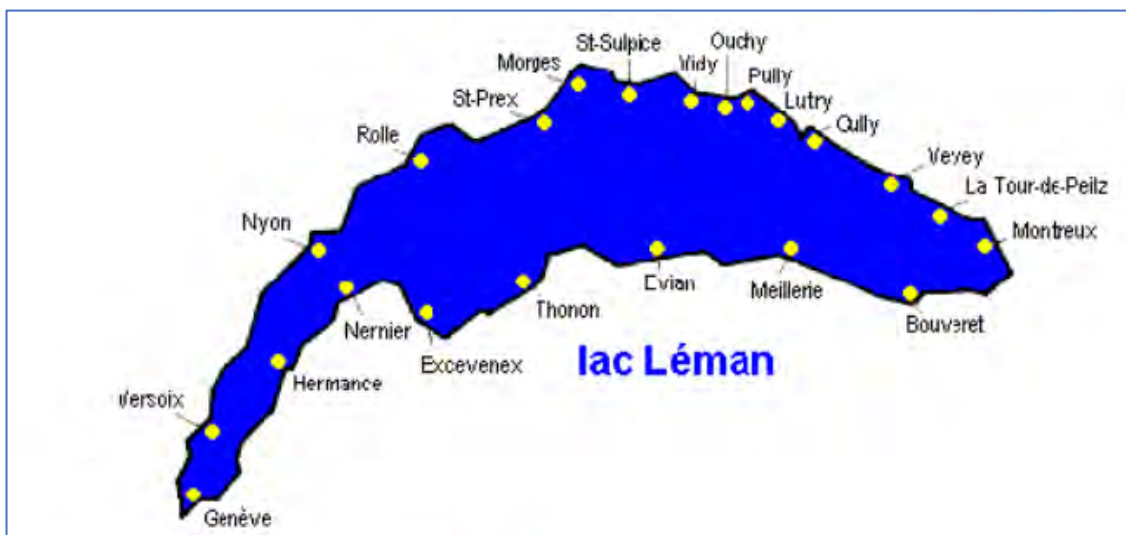 Ouchy
St-Sulpice
Vidy
Morges
Pully
St-Prex
Lutry
Cully
Rolle
Vevey
La Tour-de-Peilz
Nyon
Montreux
Evian
Meillerie
Thonon
Nernier
Bouveret
Excevenex
lac Léman
Hermance
Versoix
Genève